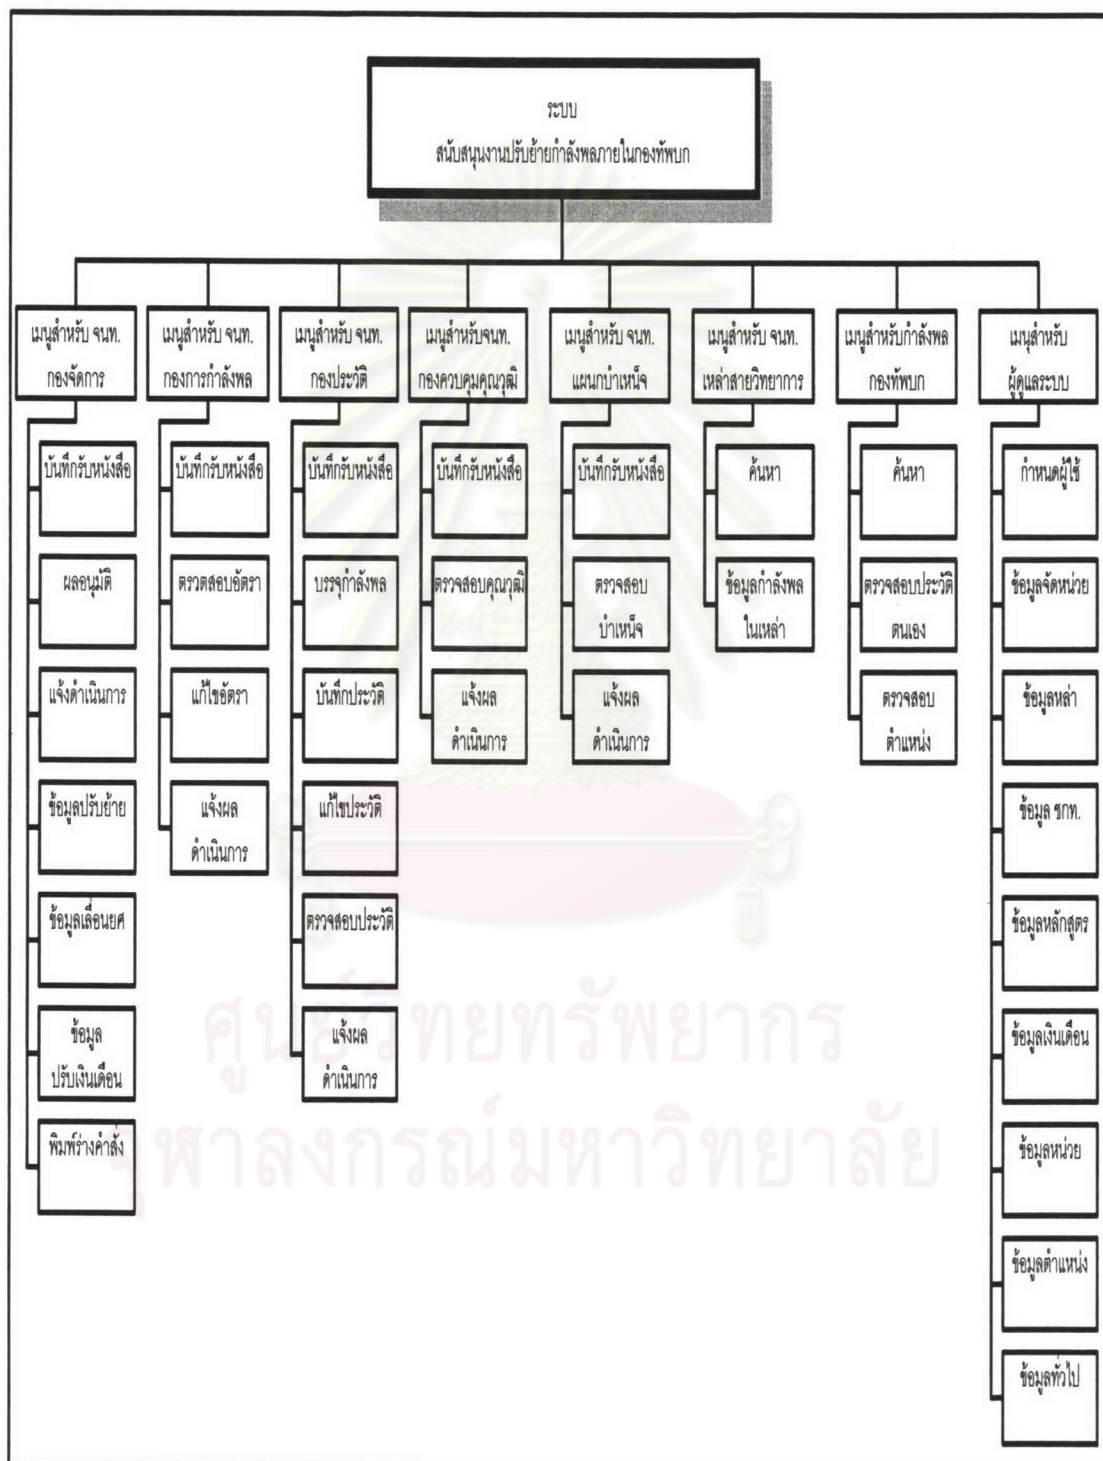 ระบบ
สนับสนุนงานปรับย้ายกำลังพลภายในกองทัพบก
เมนูสำหรับ จนท.
กองจัดการ
บันทึกรับหนังสือ
ผลอนุมัติ
แจ้งดำเนินการ
ข้อมูลปรับย้าย
ข้อมูลเลื่อนยศ
ข้อมูล
ปรับเงินเดือน
พิมพ์ร่างคำสั่ง
เมนูสำหรับ จนท.
กองการกำลังพล
บันทึกรับหนังสือ
ตรวตสอบอัตรา
แก้ไขอัตรา
แจ้งผล
ดำเนินการ
เมนูสำหรับ จนท.
กองประวัติ
บันทึกรับหนังสือ
บรรจุกำลังพล
บันทึกประวัติ
แก้ไขประวัติ
ตรวจสอบประวัติ
แจ้งผล
ดำเนินการ
เมนูสำหรับจนท.
กองควบคุมคุณวุฒิ
บันทึกรับหนังสือ
ตรวจสอบคุณวุฒิ
แจ้งผล
ดำเนินการ
เมนูสำหรับ จนท.
แผนกบำเหน็จ
บันทึกรับหนังสือ
ตรวจสอบ
บำเหน็จ
แจ้งผล
ดำเนินการ
เมนูสำหรับ จนท.
เหล่าสายวิทยาการ
ค้นหา
ข้อมูลกำลังพล
ในเหล่า
เมนูสำหรับกำลังพล
กองทัพบก
ค้นหา
ตรวจสอบประวัติ
ตนเอง
ตรวจสอบ
ตำแหน่ง
เมนุสำหรับ
ผู้ดูแลระบบ
กำหนดผู้ใช้
ข้อมูลจัดหน่วย
ข้อมูลหล่า
ข้อมูล ชกท.
ข้อมูลหลักสูตร
ข้อมูลเงินเดือน
ข้อมูลหน่วย
ข้อมูลตำแหน่ง
ข้อมูลทั่วไป
ศูนย์วิทยทรัพยากร
จุฬาลงกรณ์มหาวิทยาลัย